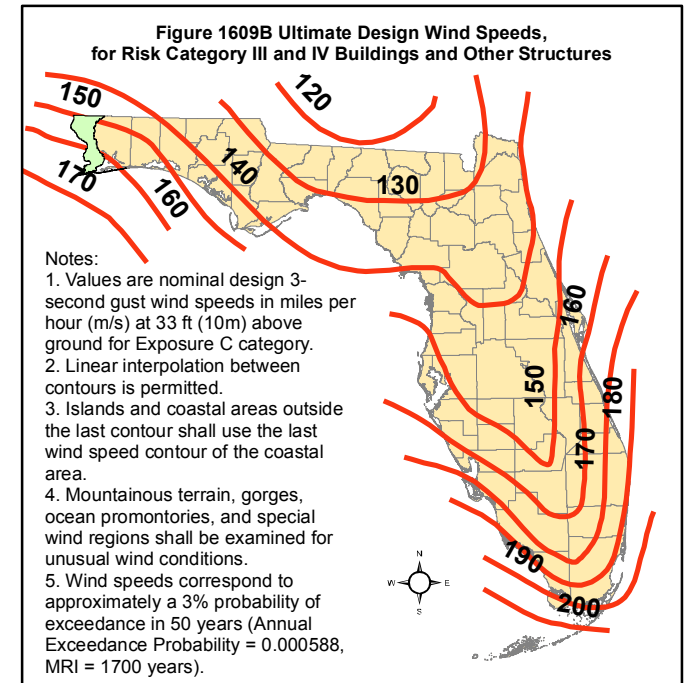 Figure 1609B Ultimate Design Wind Speeds,
for Risk Category III and IV Buildings and Other Structures
120
150
140
130
170
160
Notes:
1. Values are nominal design 3-
second gust wind speeds in miles per
hour (m/s) at 33 ft (10m) above
ground for Exposure C category.
2. Linear interpolation between
contours is permitted.
3. Islands and coastal areas outside
the last contour shall use the last
wind speed contour of the coastal
area.
4. Mountainous terrain, gorges,
ocean promontories, and special
wind regions shall be examined for
unusual wind conditions.
5. Wind speeds correspond to
approximately a 3% probability of
exceedance in 50 years (Annual
Exceedance Probability = 0.000588,
MRI = 1700 years).
160
150
180
170
190
200
N
W E
S